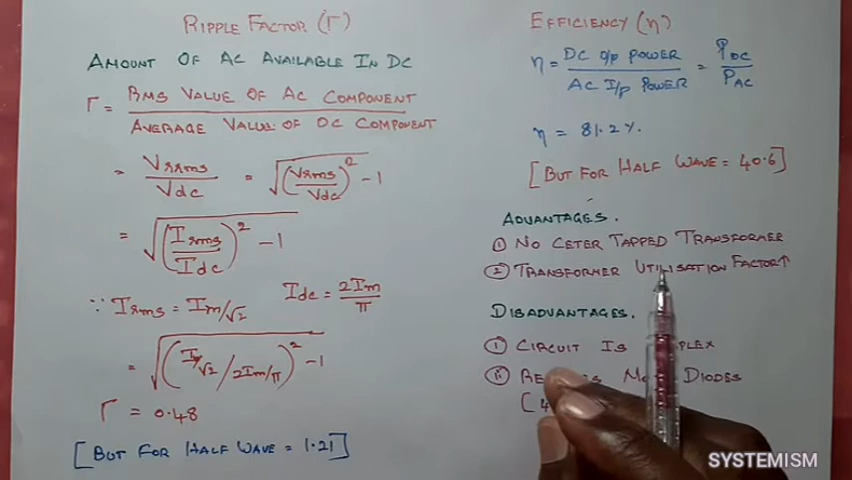 RIPPLE FACTOR (Γ)
AMOUNT OF AC AVAILABLE IN DC
Γ = RMS VALUE OF AC COMPONENT
AVERAGE VALUE OF DC COMPONENT
= Vrrms / Vdc = √(Vrms/Vdc)² - 1
= √(Irms/Idc)² - 1
∵ Irms = Im/√2 Idc = 2Im/π
= √(Im/√2 / 2Im/π)² - 1
Γ = 0.48
[BUT FOR HALF WAVE = 1.21]
EFFICIENCY (η)
η = DC O/p POWER / AC I/p POWER = PDC / PAC
η = 81.2%.
[BUT FOR HALF WAVE = 40.6]
ADVANTAGES.
① NO CETER TAPPED TRANSFORMER
② TRANSFORMER UTILISATION FACTOR↑
DISADVANTAGES.
ⓘ CIRCUIT IS PLEX
ⓘⓘ DIODES
SYSTEMISM